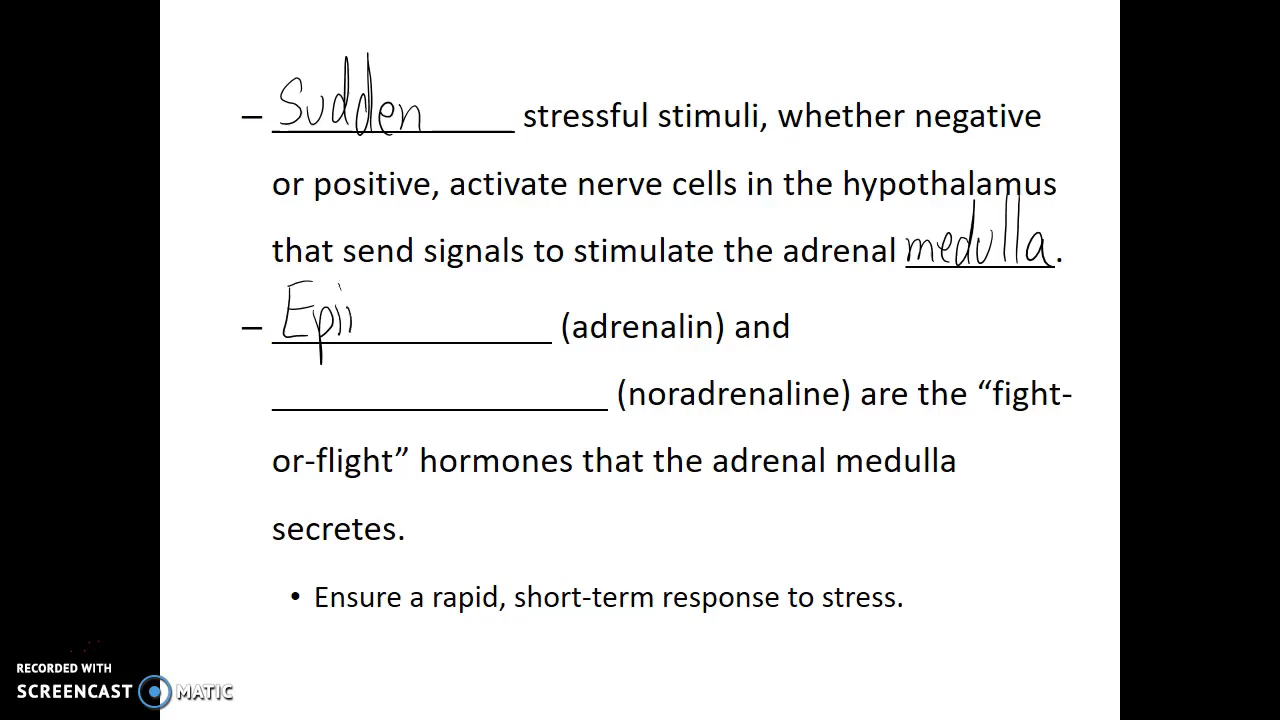 – Sudden stressful stimuli, whether negative
or positive, activate nerve cells in the hypothalamus
that send signals to stimulate the adrenal medulla.
– Epi (adrenalin) and
(noradrenaline) are the “fight-
or-flight” hormones that the adrenal medulla
secretes.
• Ensure a rapid, short-term response to stress.
RECORDED WITH
SCREENCAST MATIC